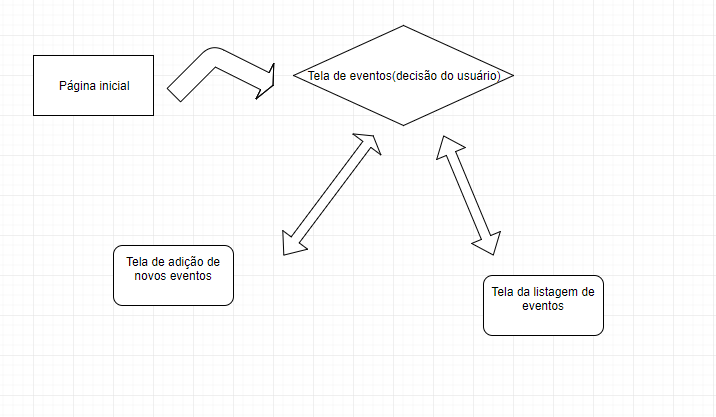 Página inicial
Tela de eventos(decisão do usuário)
Tela de adição de
novos eventos
Tela da listagem de
eventos